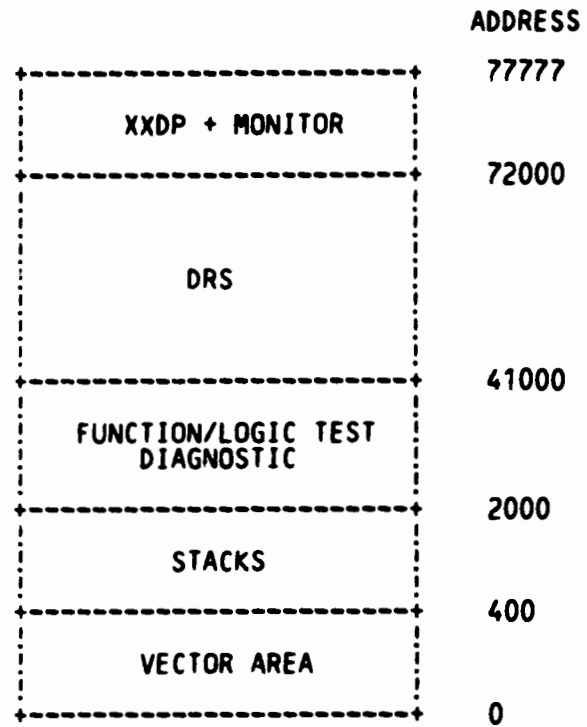 ADDRESS
77777
XXDP + MONITOR
72000
DRS
41000
FUNCTION/LOGIC TEST
DIAGNOSTIC
2000
STACKS
400
VECTOR AREA
0